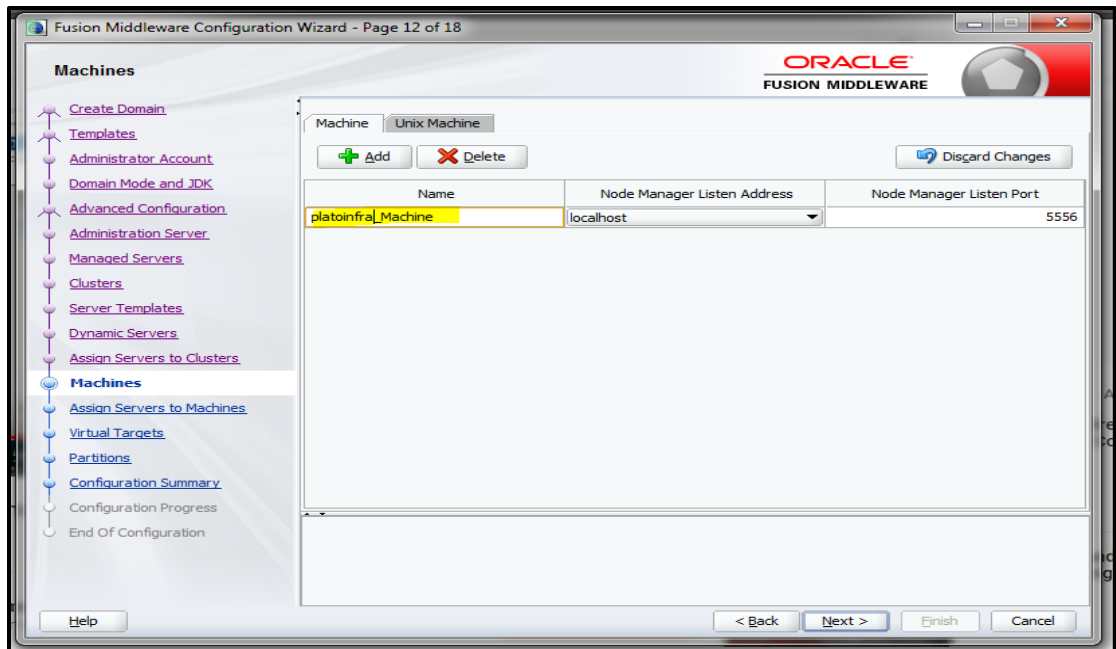 Fusion Middleware Configuration Wizard - Page 12 of 18
Machines
ORACLE
FUSION MIDDLEWARE
Create Domain
Templates
Administrator Account
Domain Mode and JDK
Advanced Configuration
Administration Server
Managed Servers
Clusters
Server Templates
Dynamic Servers
Assign Servers to Clusters
Machines
Assign Servers to Machines
Virtual Targets
Partitions
Configuration Summary
Configuration Progress
End Of Configuration
Machine Unix Machine
Add Delete Discard Changes
Name Node Manager Listen Address Node Manager Listen Port
platoinfra_Machine localhost 5556
Help < Back Next > Finish Cancel